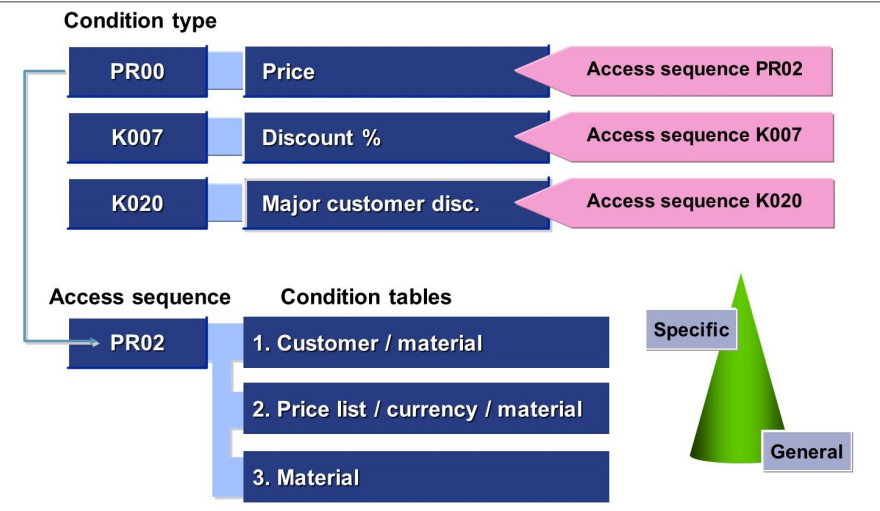 Condition type
PR00
Price
Access sequence PR02
K007
Discount %
Access sequence K007
K020
Major customer disc.
Access sequence K020
Access sequence
Condition tables
PR02
1. Customer / material
2. Price list / currency / material
3. Material
Specific
General